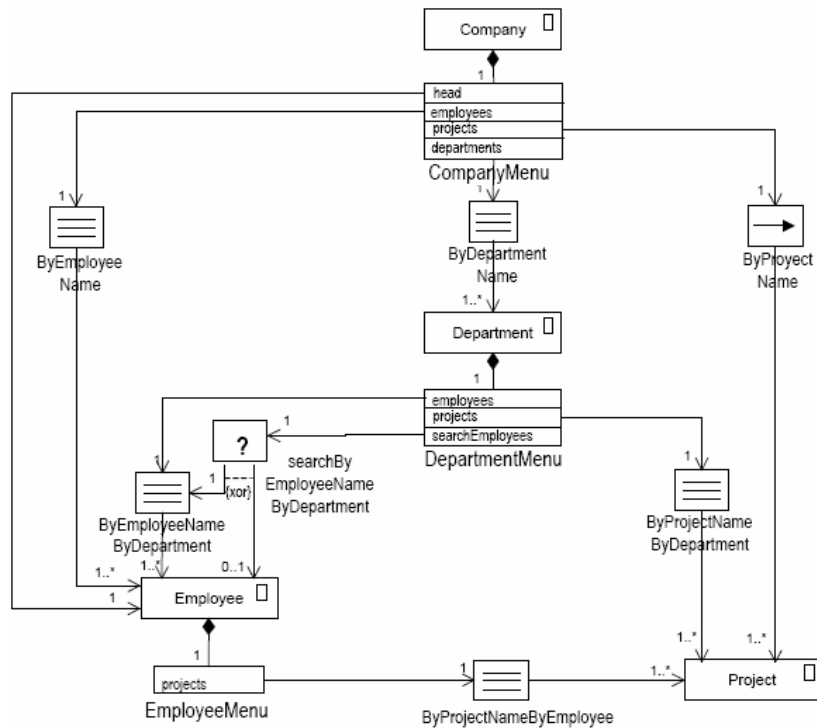 Company
1
head
employees
projects
departments
CompanyMenu
1
1
1
ByEmployee
Name
ByDepartment
Name
ByProyect
Name
1..*
Department
1
employees
projects
searchEmployees
DepartmentMenu
1
?
searchBy
EmployeeName
ByDepartment
1
1
{xor}
1
ByEmployeeName
ByDepartment
ByProjectName
ByDepartment
1..*
1..*
0..1
1
Employee
1..*
1..*
1
projects
EmployeeMenu
1
1..*
Project
ByProjectNameByEmployee